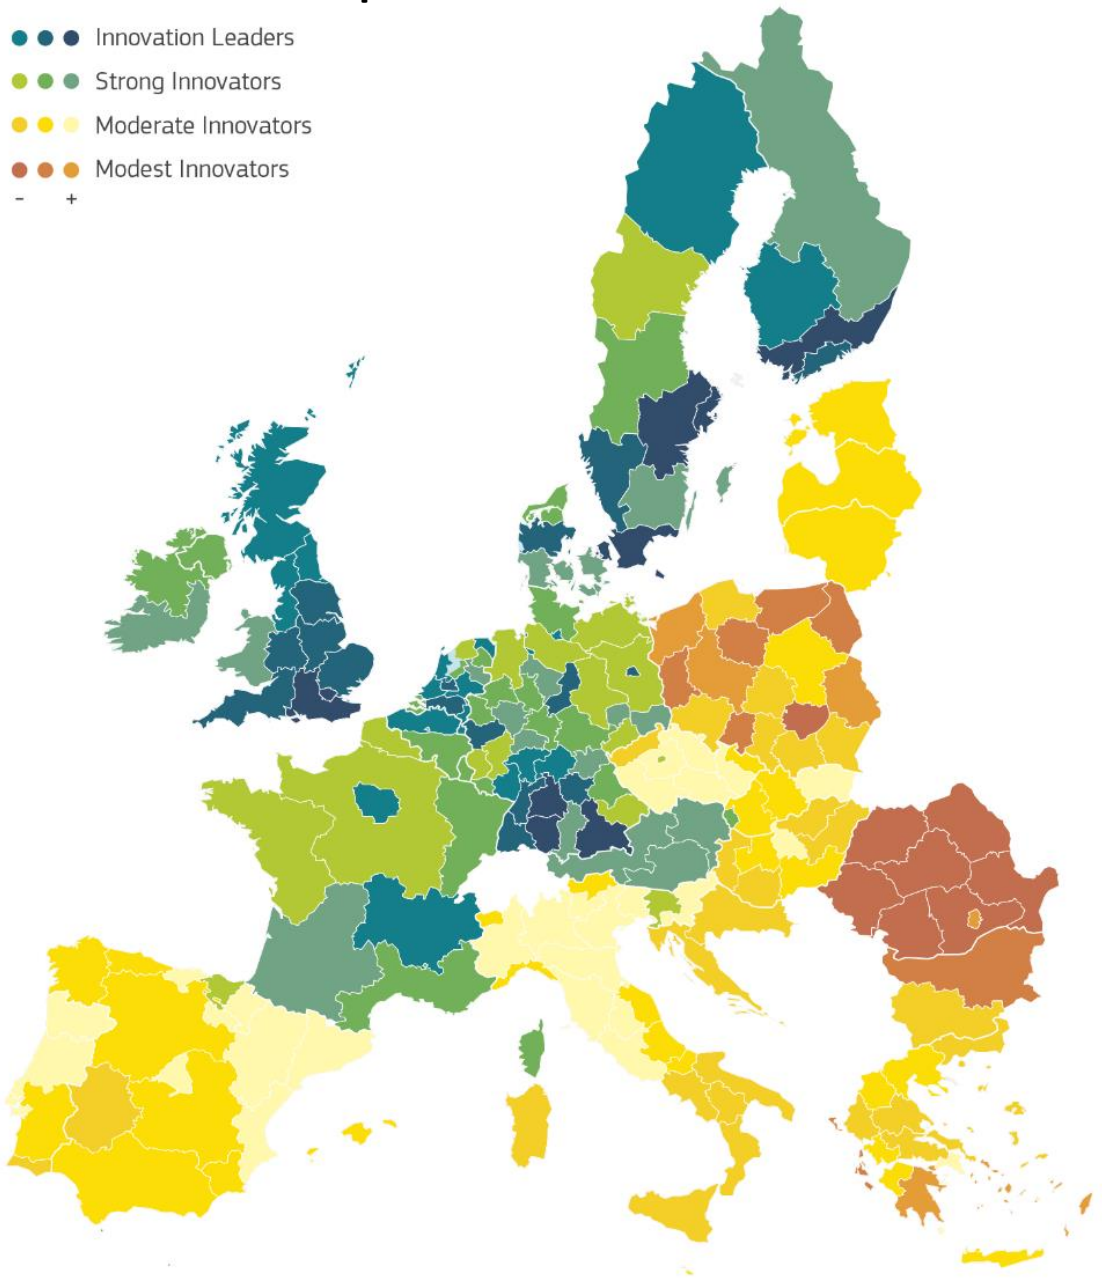 Innovation Leaders
Strong Innovators
Moderate Innovators
Modest Innovators
- +